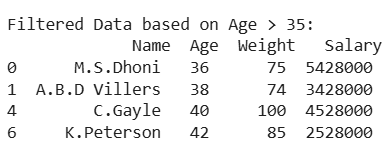 Filtered Data based on Age > 35:
Name Age Weight Salary
0 M.S.Dhoni 36 75 5428000
1 A.B.D Villers 38 74 3428000
4 C.Gayle 40 100 4528000
6 K.Peterson 42 85 2528000